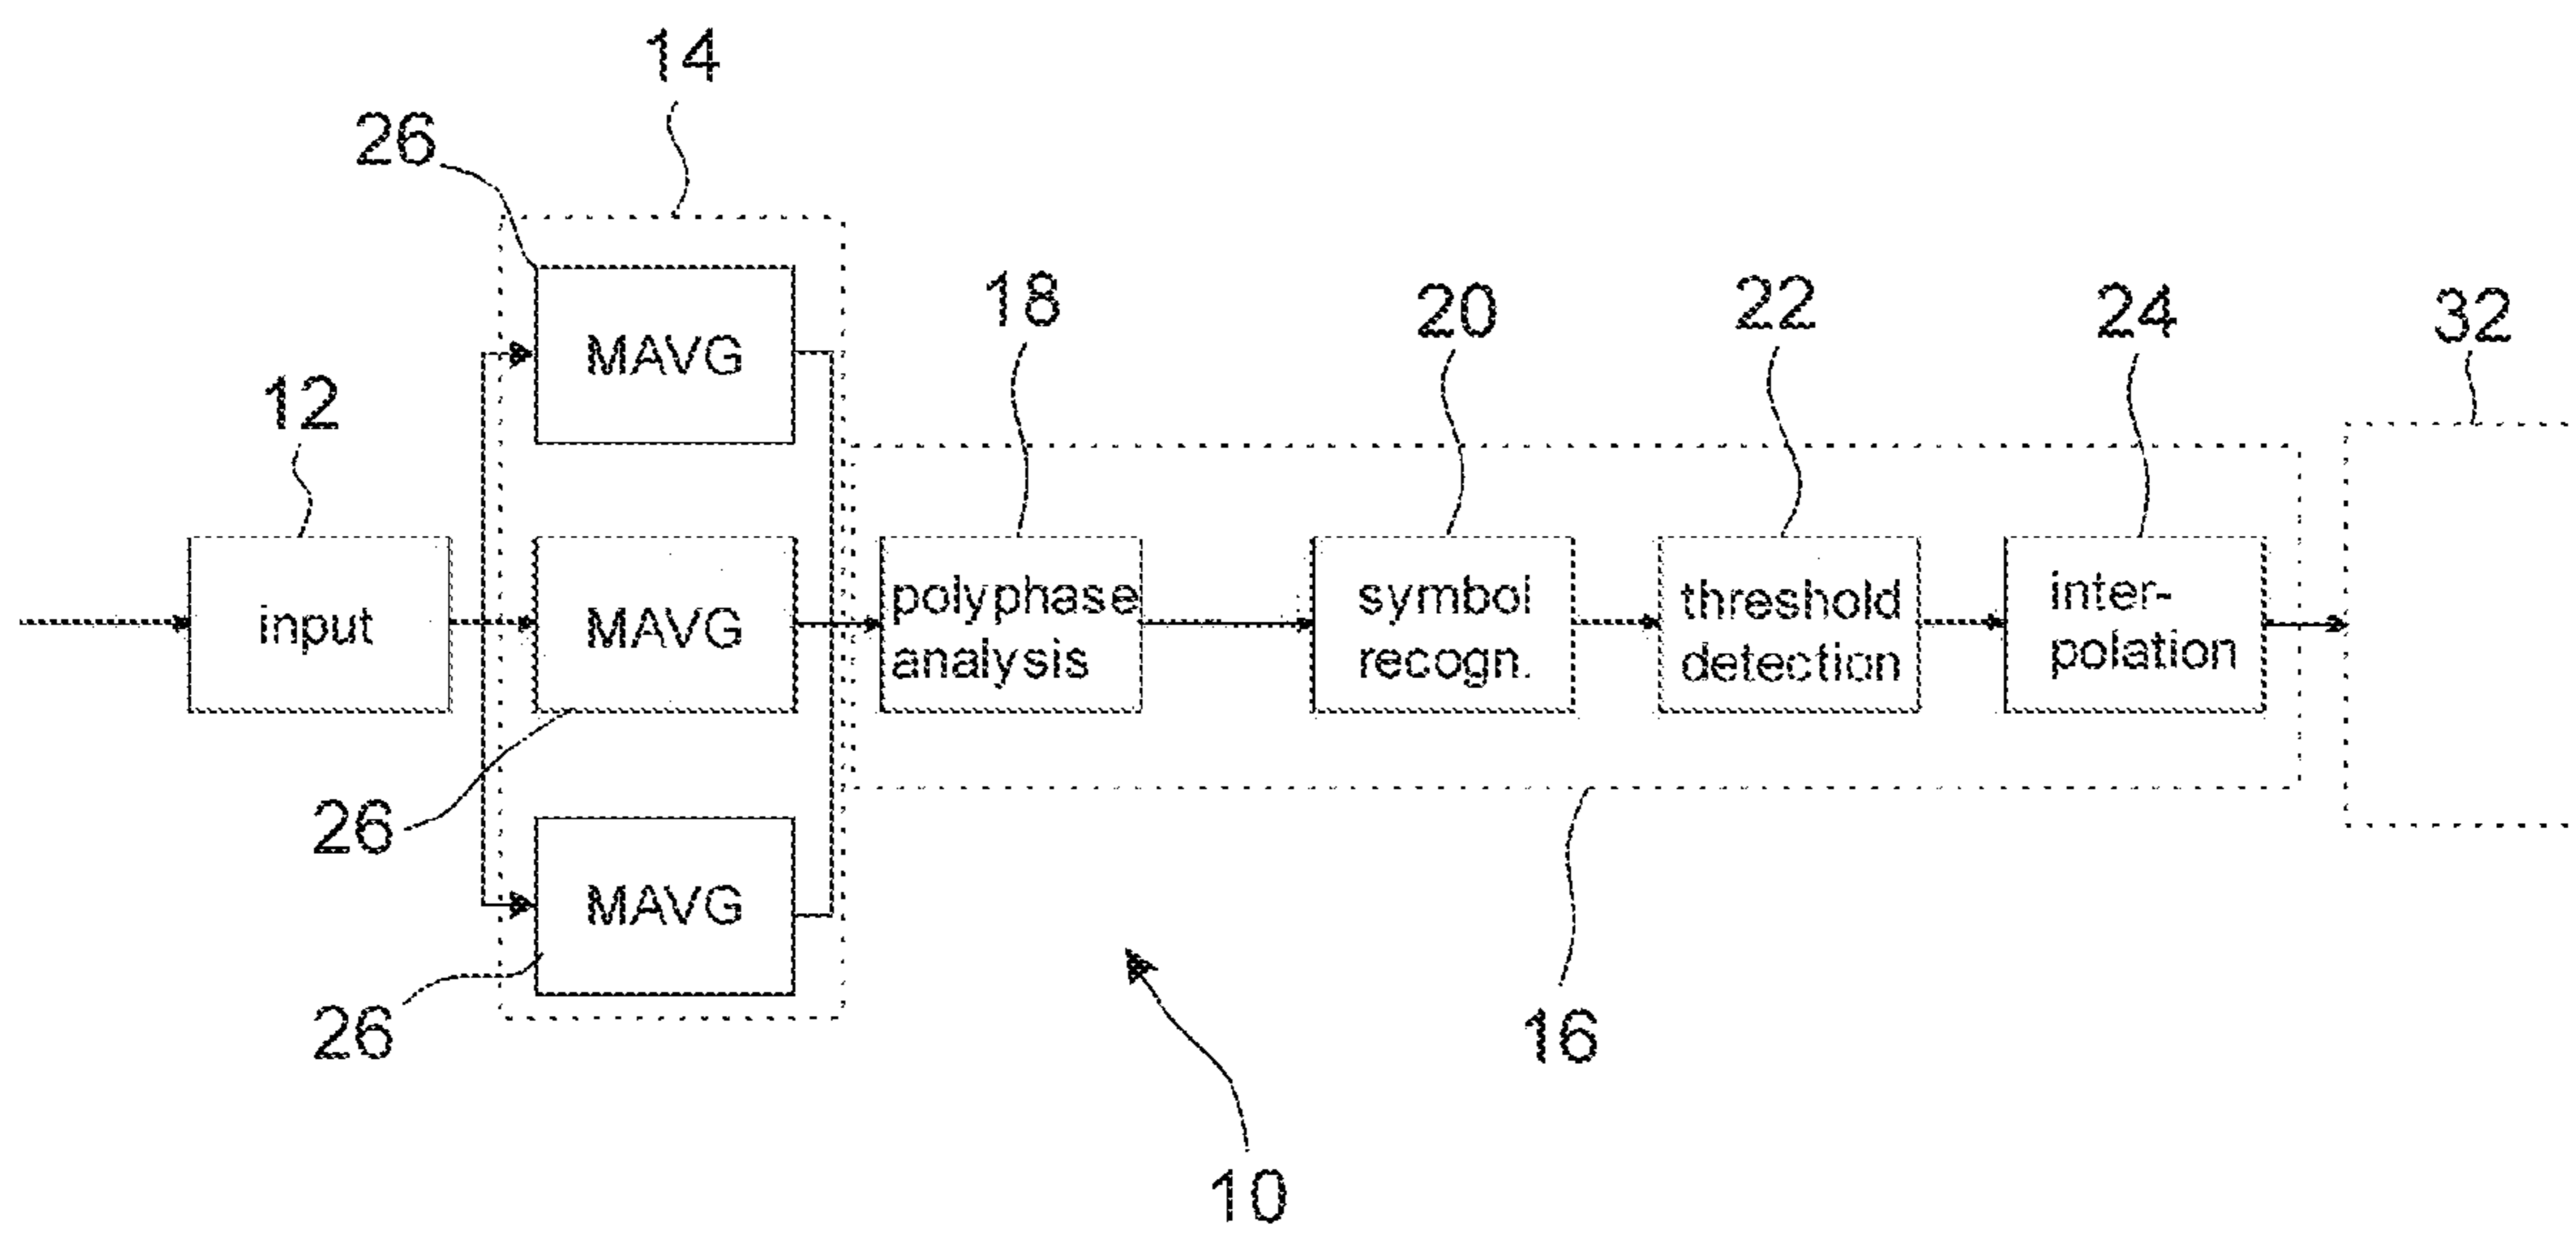 14
26
MAVG
12
18
20
22
24
32
input
MAVG
polyphase
analysis
symbol
recogn.
threshold
detection
inter-
polation
26
MAVG
26
16
10